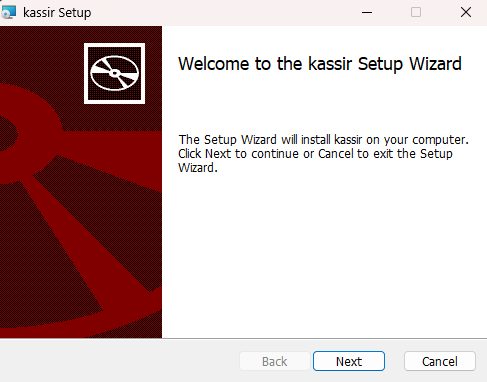 kassir Setup
Welcome to the kassir Setup Wizard
The Setup Wizard will install kassir on your computer.
Click Next to continue or Cancel to exit the Setup
Wizard.
Back
Next
Cancel